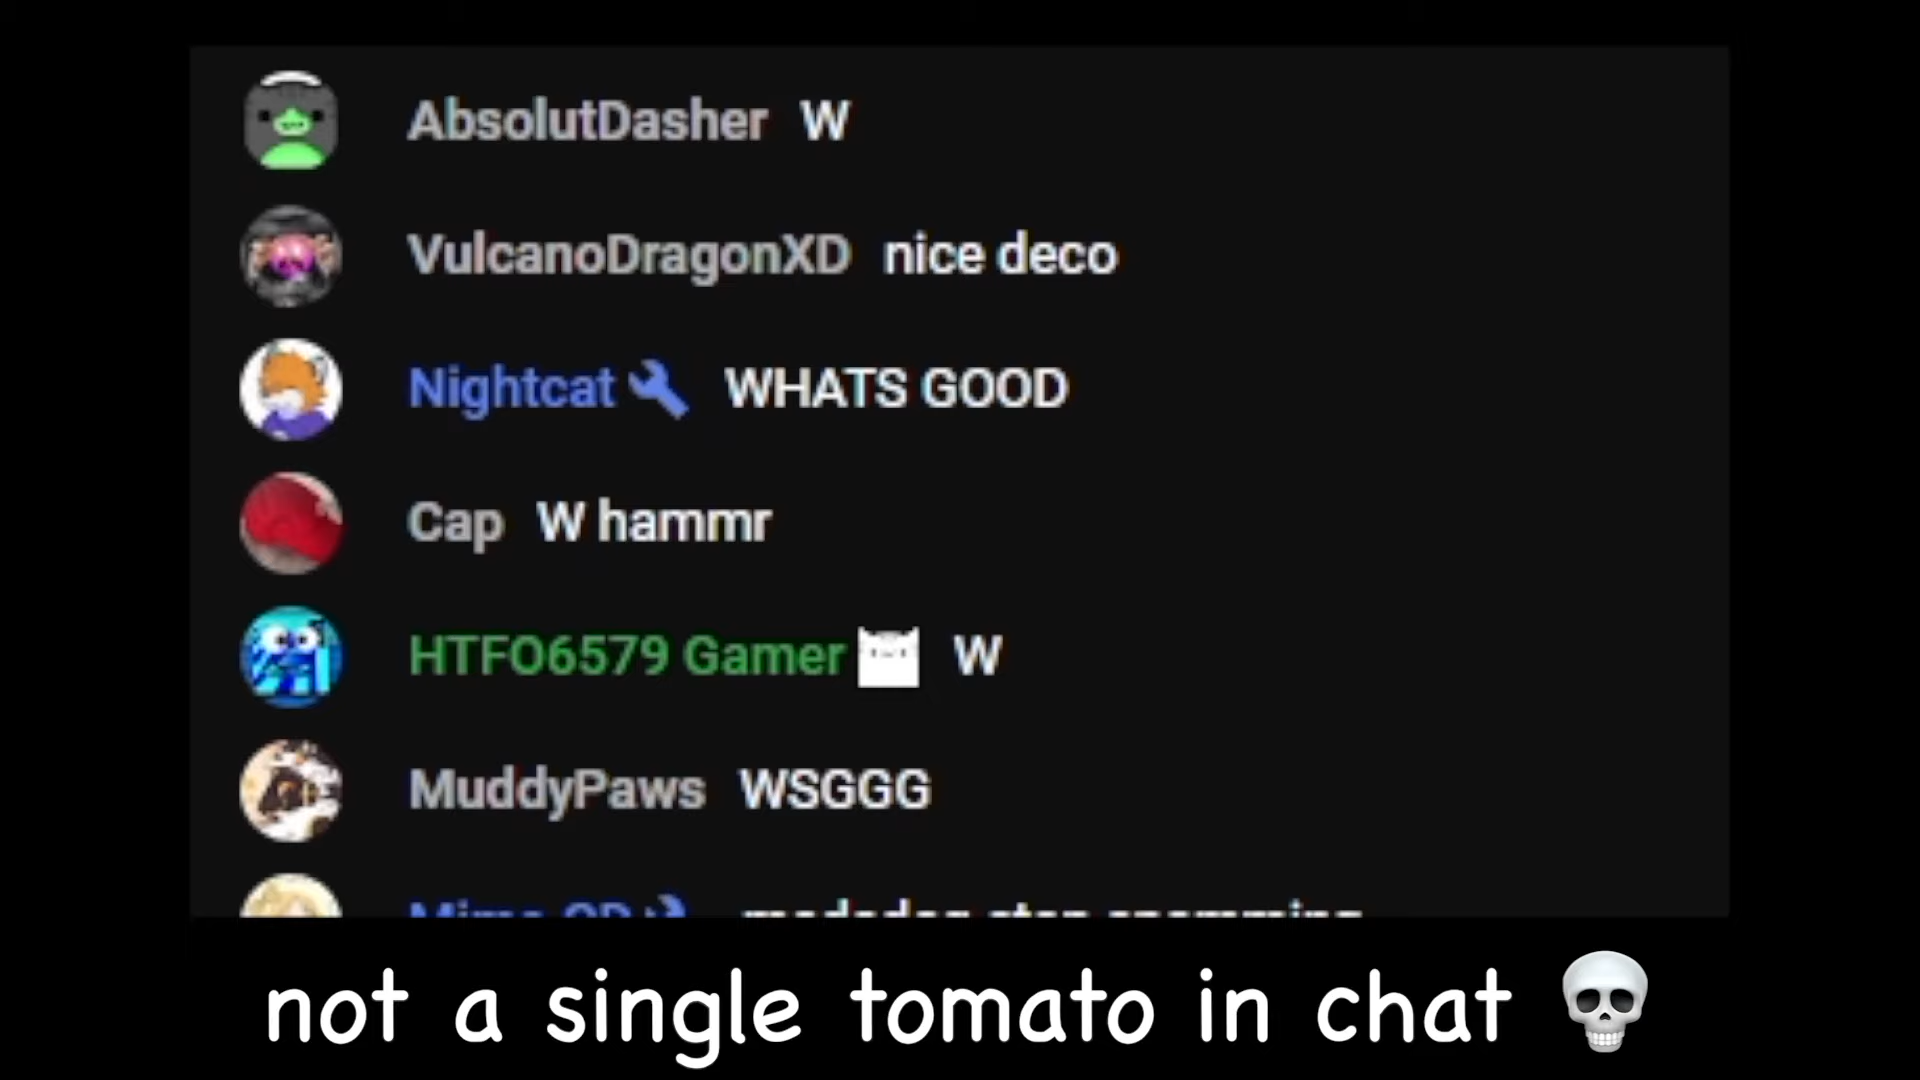 AbsolutDasher W
VulcanoDragonXD nice deco
Nightcat WHATS GOOD
Cap W hammr
HTFO6579 Gamer W
MuddyPaws WSGGG
not a single tomato in chat 💀